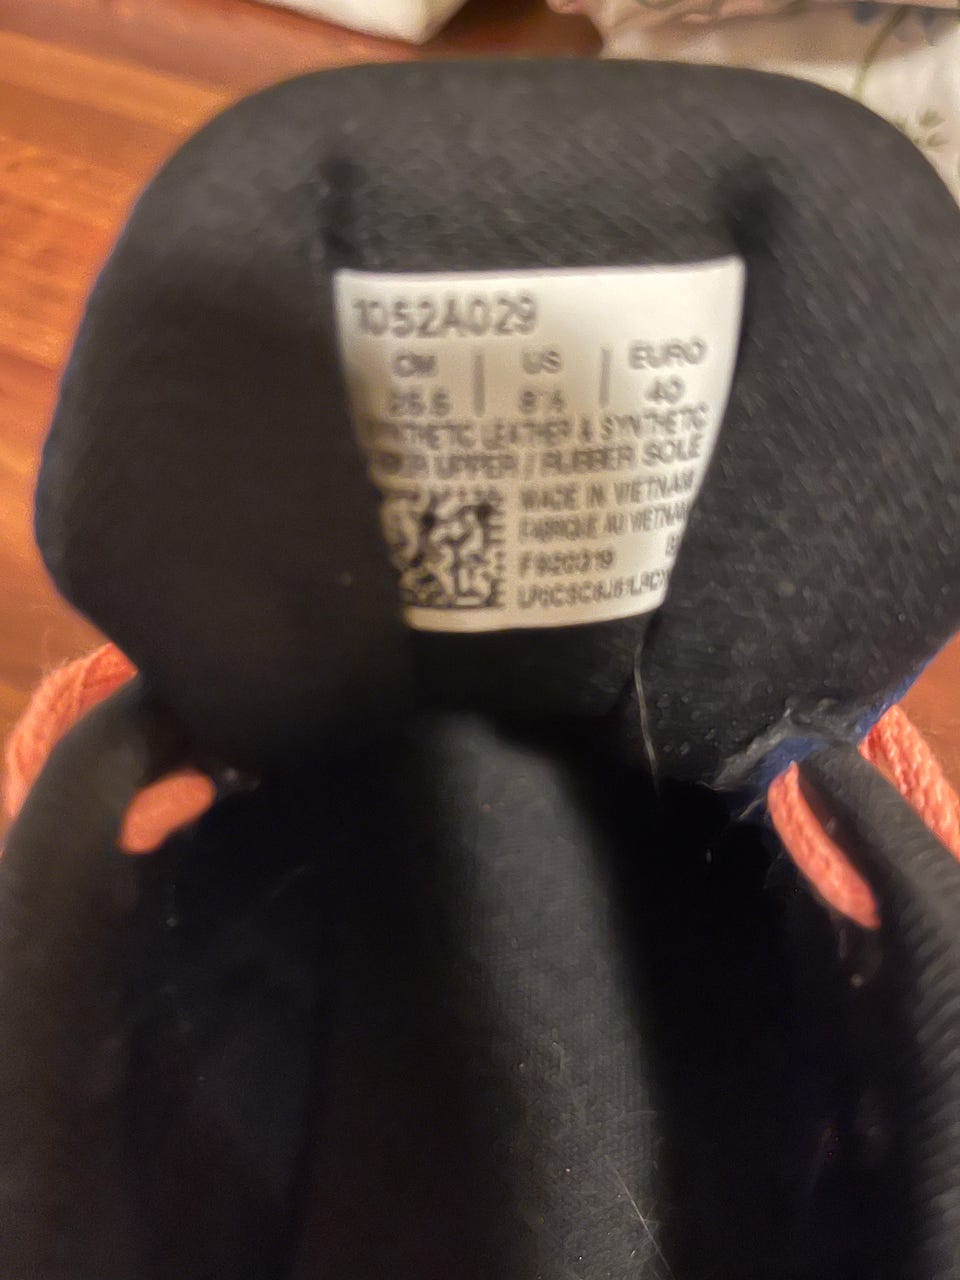 1052A029
CM | US | EURO
25.5 | 8½ | 40
SYNTHETIC LEATHER & SYNTHETIC
UPPER / RUBBER SOLE
MADE IN VIETNAM
FABRIQUE AU VIETNAM